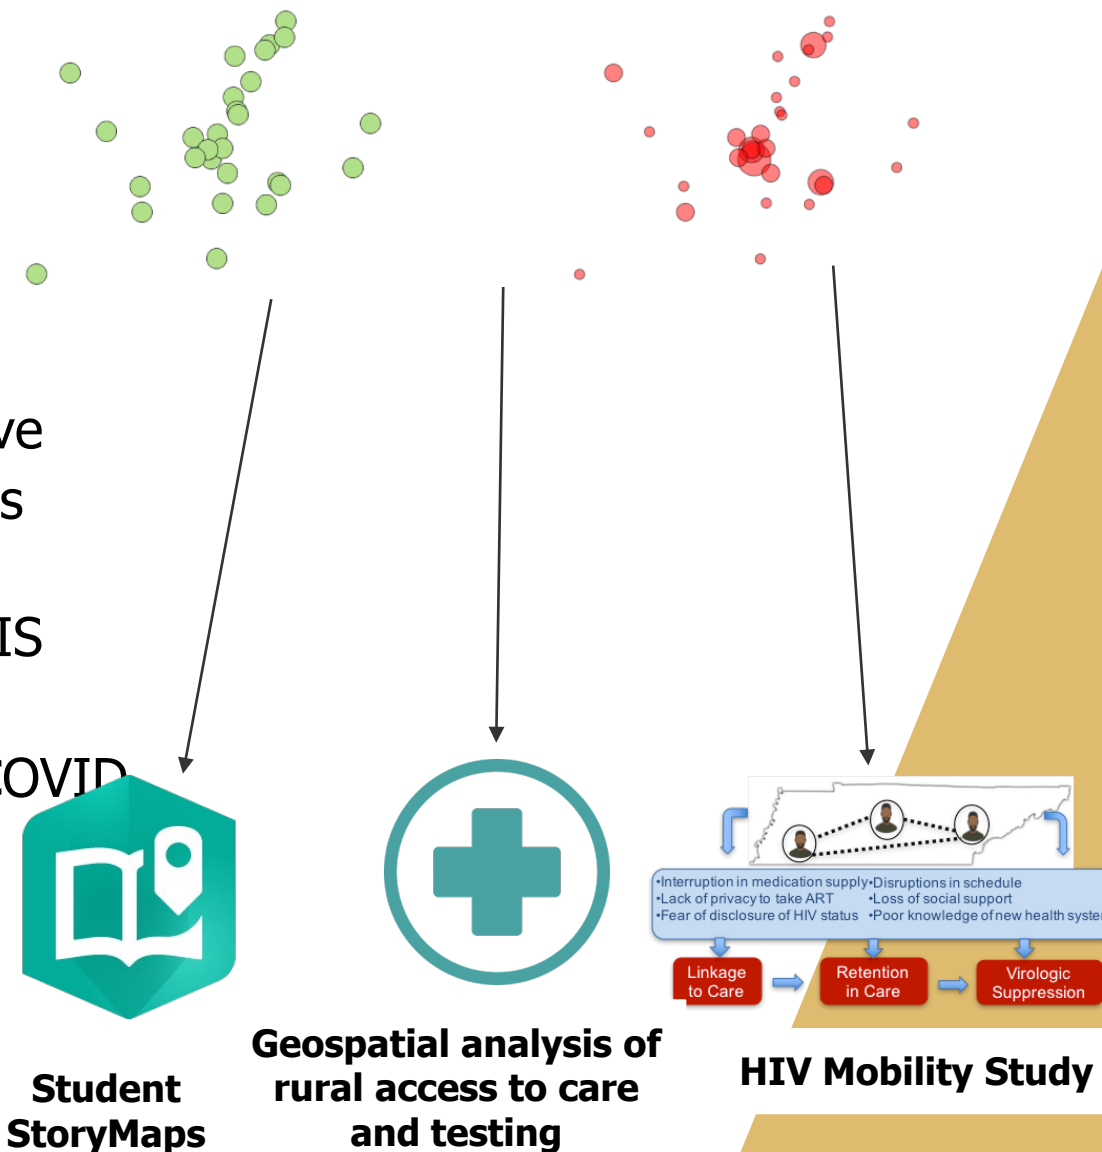 ve
s
IS
COVID
•Interruption in medication supply •Disruptions in schedule
•Lack of privacy to take ART •Loss of social support
•Fear of disclosure of HIV status •Poor knowledge of new health system
Linkage
to Care
Retention
in Care
Virologic
Suppression
Student
StoryMaps
Geospatial analysis of
rural access to care
and testing
HIV Mobility Study